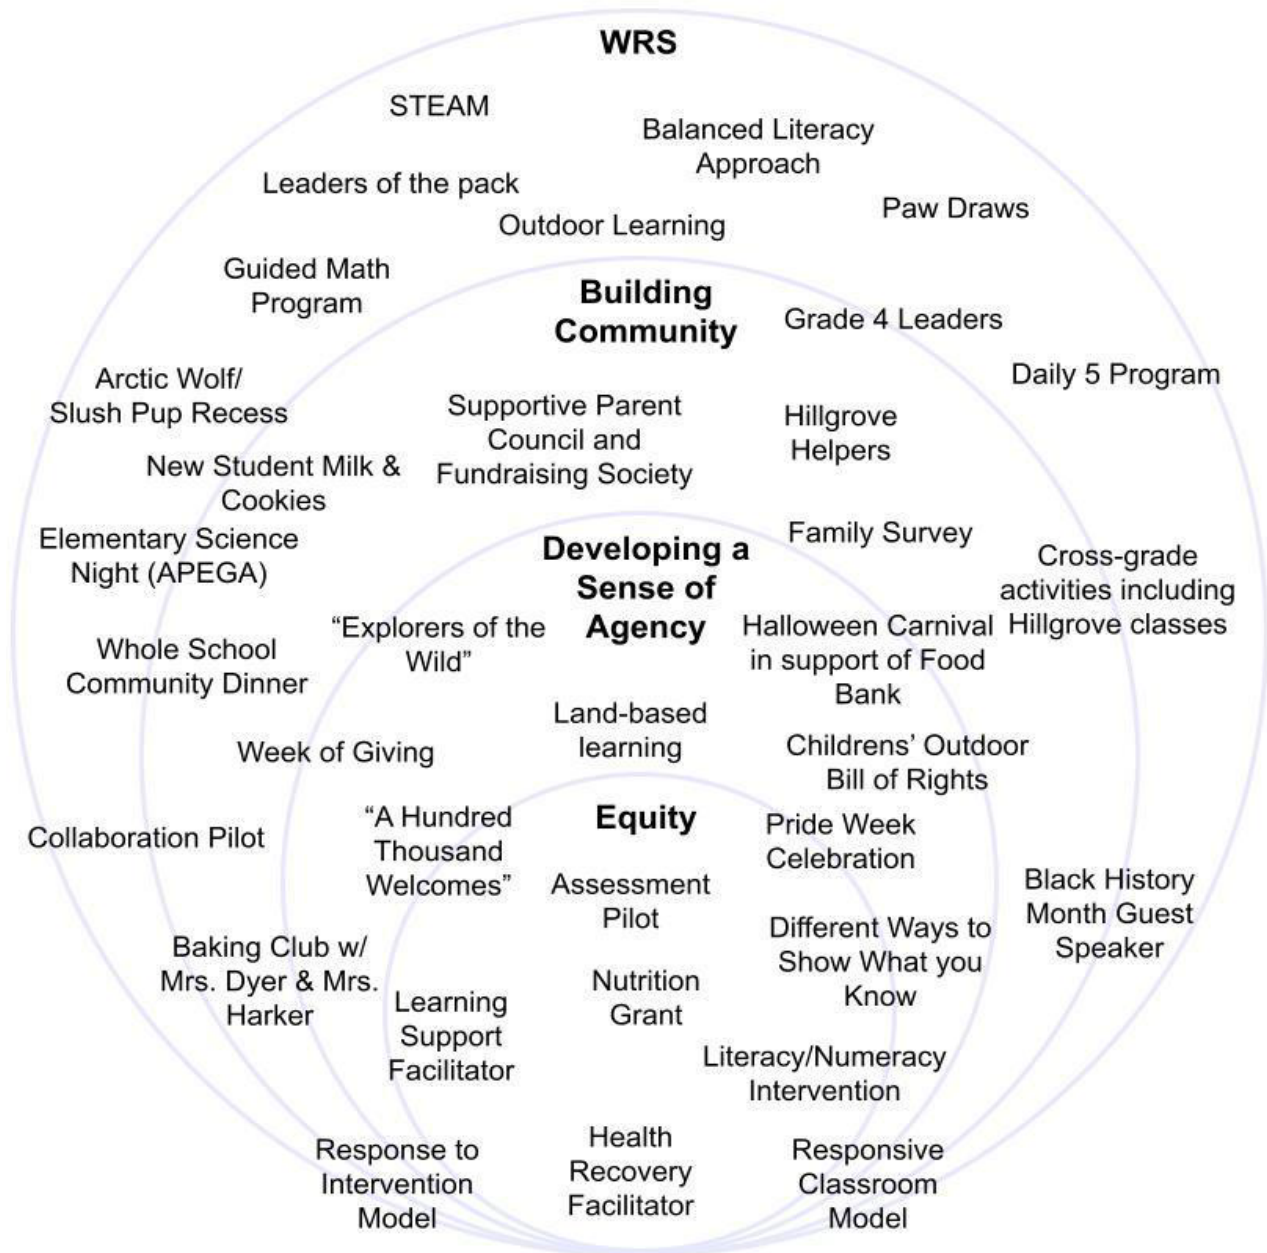 WRS
STEAM
Balanced Literacy
Approach
Leaders of the pack
Paw Draws
Outdoor Learning
Guided Math
Program
Building
Community
Grade 4 Leaders
Daily 5 Program
Arctic Wolf/
Slush Pup Recess
Supportive Parent
Council and
Fundraising Society
Hillgrove
Helpers
New Student Milk &
Cookies
Elementary Science
Night (APEGA)
Developing a
Sense of
Agency
Family Survey
Cross-grade
activities including
Hillgrove classes
“Explorers of the
Wild”
Halloween Carnival
in support of Food
Bank
Whole School
Community Dinner
Land-based
learning
Week of Giving
Childrens’ Outdoor
Bill of Rights
Equity
“A Hundred
Thousand
Welcomes”
Pride Week
Celebration
Collaboration Pilot
Assessment
Pilot
Black History
Month Guest
Speaker
Different Ways to
Show What you
Know
Baking Club w/
Mrs. Dyer & Mrs.
Harker
Nutrition
Grant
Learning
Support
Facilitator
Literacy/Numeracy
Intervention
Response to
Intervention
Model
Health
Recovery
Facilitator
Responsive
Classroom
Model